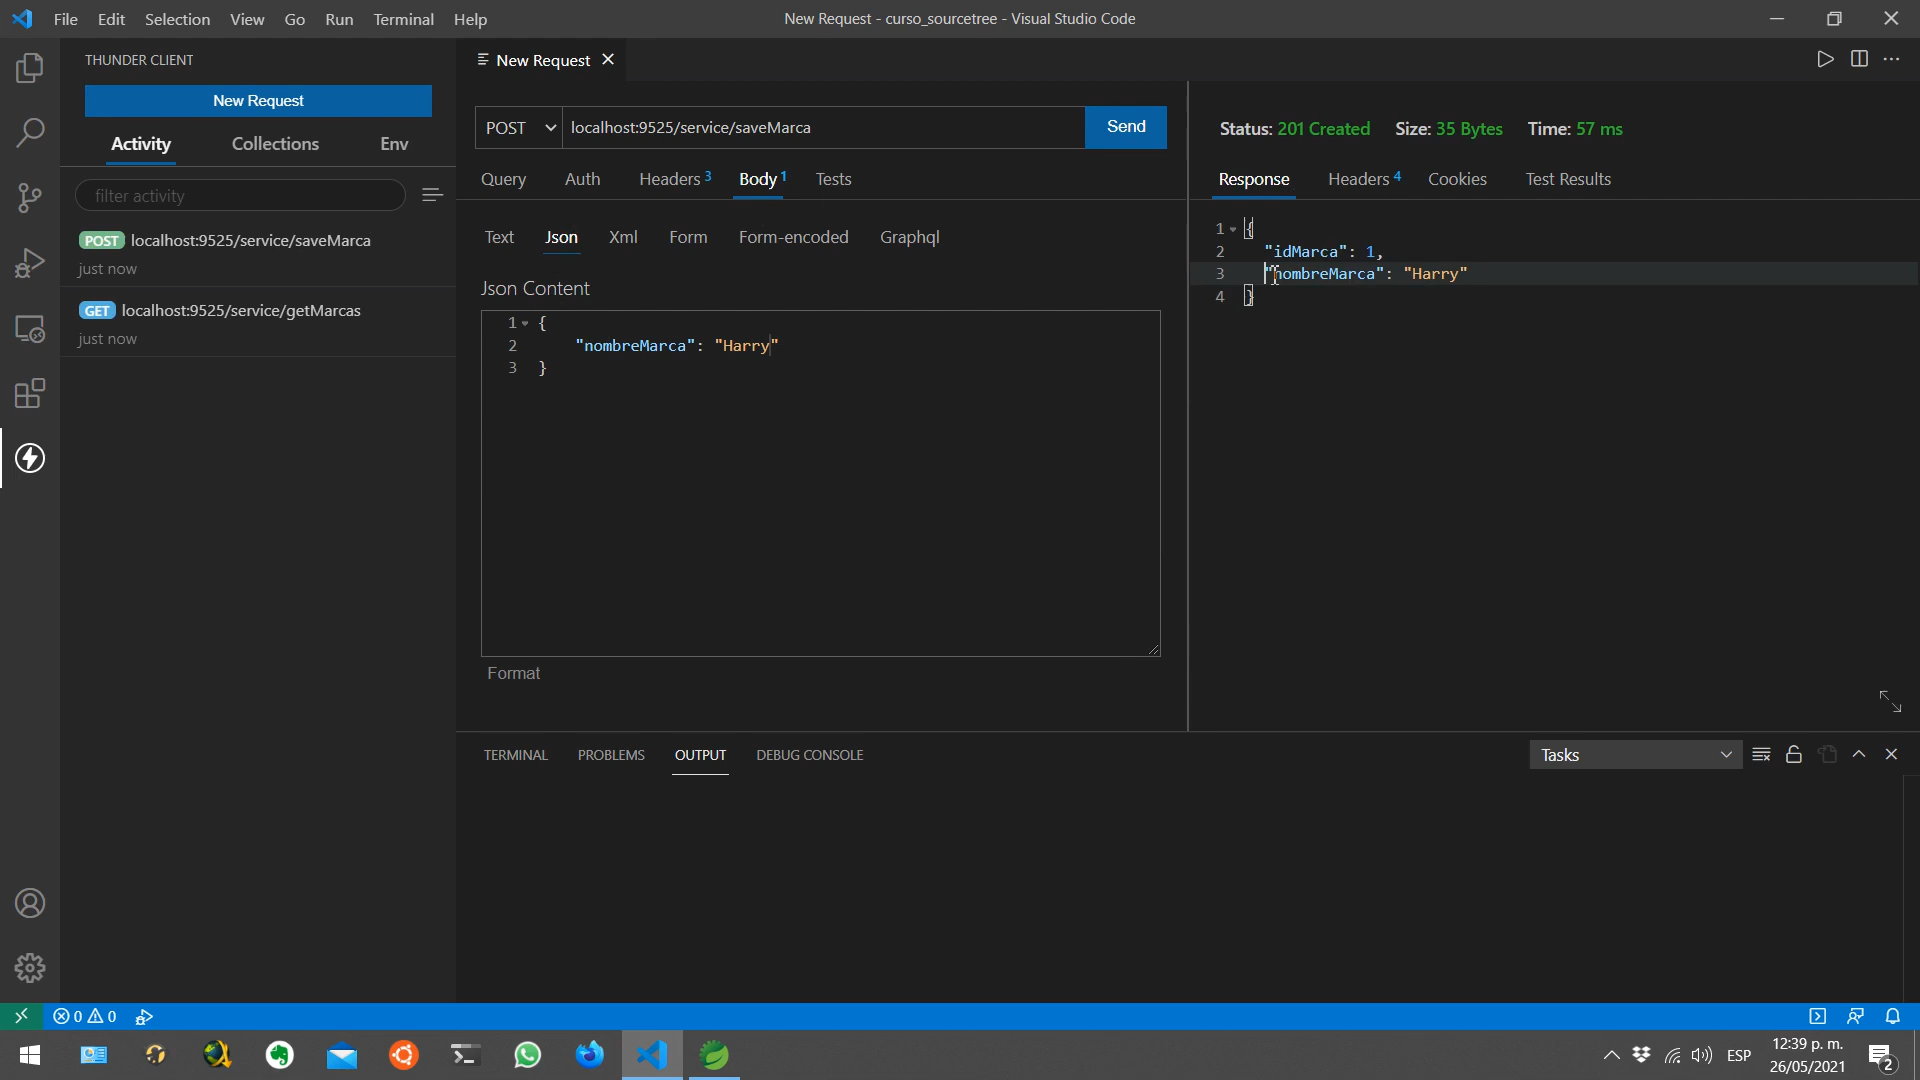 File Edit Selection View Go Run Terminal Help
New Request - curso_sourcetree - Visual Studio Code
THUNDER CLIENT
New Request
Activity Collections Env
filter activity
POST localhost:9525/service/saveMarca
just now
GET localhost:9525/service/getMarcas
just now
New Request
POST localhost:9525/service/saveMarca Send
Query Auth Headers 3 Body 1 Tests
Text Json Xml Form Form-encoded Graphql
Json Content
1 {
2 "nombreMarca": "Harry"
3 }
Format
Status: 201 Created Size: 35 Bytes Time: 57 ms
Response Headers 4 Cookies Test Results
1 {
2 "idMarca": 1,
3 "nombreMarca": "Harry"
4 }
TERMINAL PROBLEMS OUTPUT DEBUG CONSOLE
Tasks
0 0
ESP
12:39 p. m.
26/05/2021
2